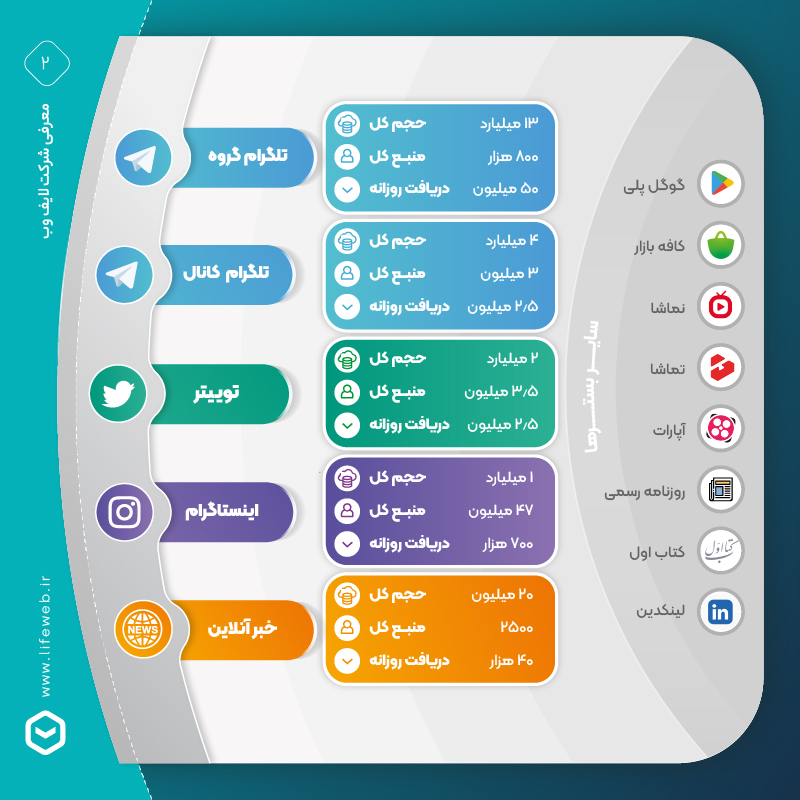 ۲
معرفی شرکت لایف وب
www.lifeweb.ir
تلگرام گروه
حجم کل ۱۳ میلیارد
منبع کل ۸۰۰ هزار
دریافت روزانه ۵۰ میلیون
تلگرام کانال
حجم کل ۴ میلیارد
منبع کل ۳ میلیون
دریافت روزانه ۲٫۵ میلیون
توییتر
حجم کل ۲ میلیارد
منبع کل ۳٫۵ میلیون
دریافت روزانه ۲٫۵ میلیون
اینستاگرام
حجم کل ۱ میلیارد
منبع کل ۴۷ میلیون
دریافت روزانه ۷۰۰ هزار
NEWS
خبر آنلاین
حجم کل ۲۰ میلیون
منبع کل ۲۵۰۰
دریافت روزانه ۴۰ هزار
سایر بسترها
گوگل پلی
کافه بازار
نماشا
تماشا
آپارات
روزنامه رسمی
کتاب اول
کتاب اول
in
لینکدین